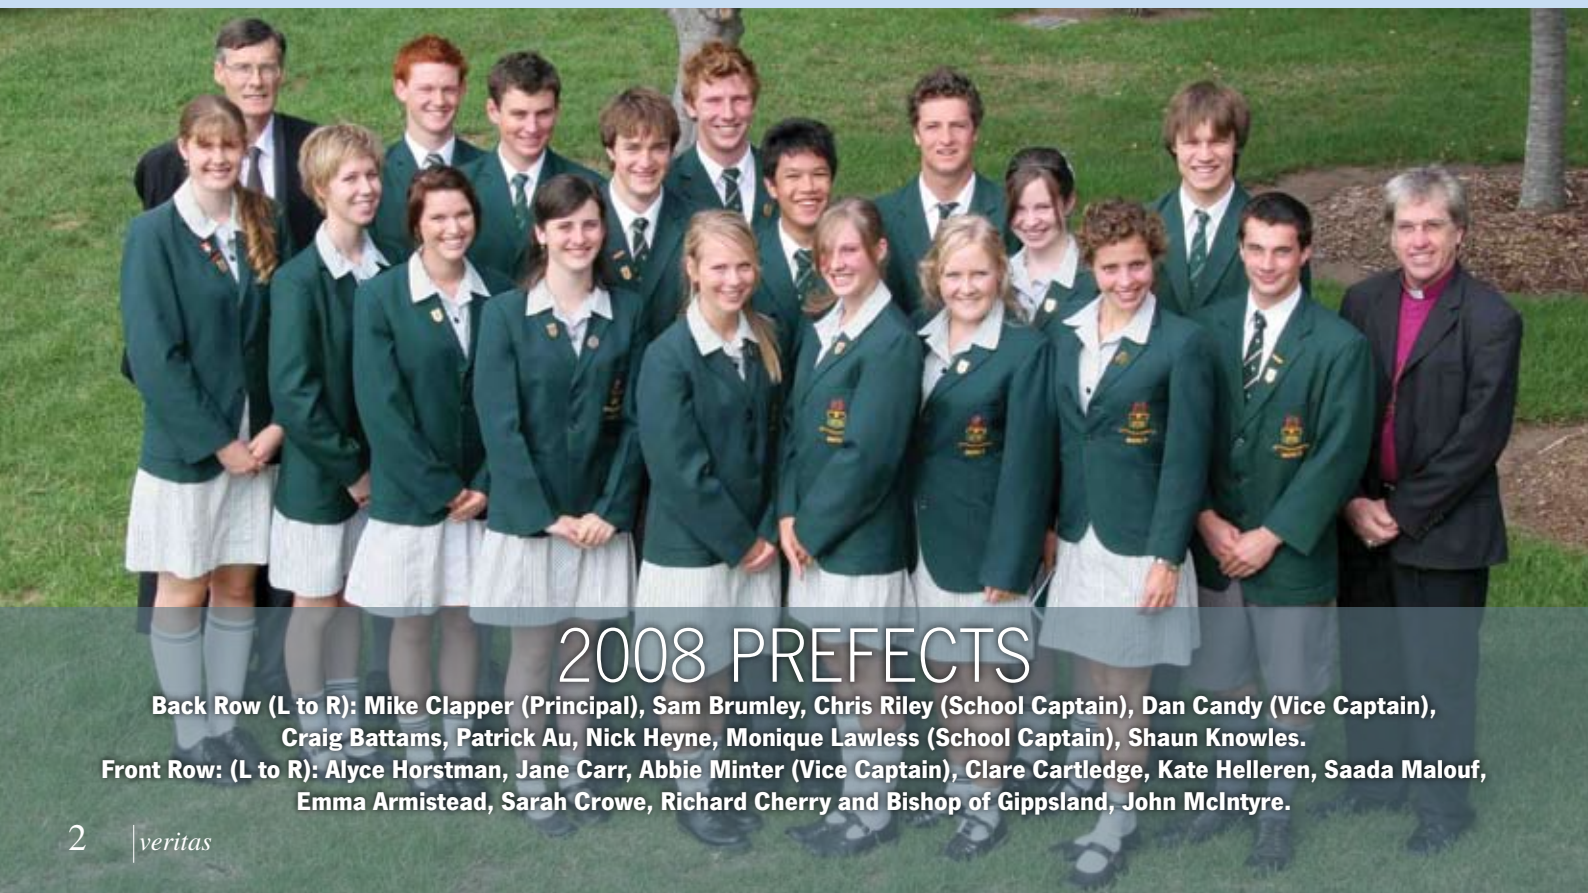 2008 PREFECTS
Back Row (L to R): Mike Clapper (Principal), Sam Brumley, Chris Riley (School Captain), Dan Candy (Vice Captain),
Craig Battams, Patrick Au, Nick Heyne, Monique Lawless (School Captain), Shaun Knowles.
Front Row: (L to R): Alyce Horstman, Jane Carr, Abbie Minter (Vice Captain), Clare Cartledge, Kate Helleren, Saada Malouf,
Emma Armistead, Sarah Crowe, Richard Cherry and Bishop of Gippsland, John McIntyre.
2 |veritas